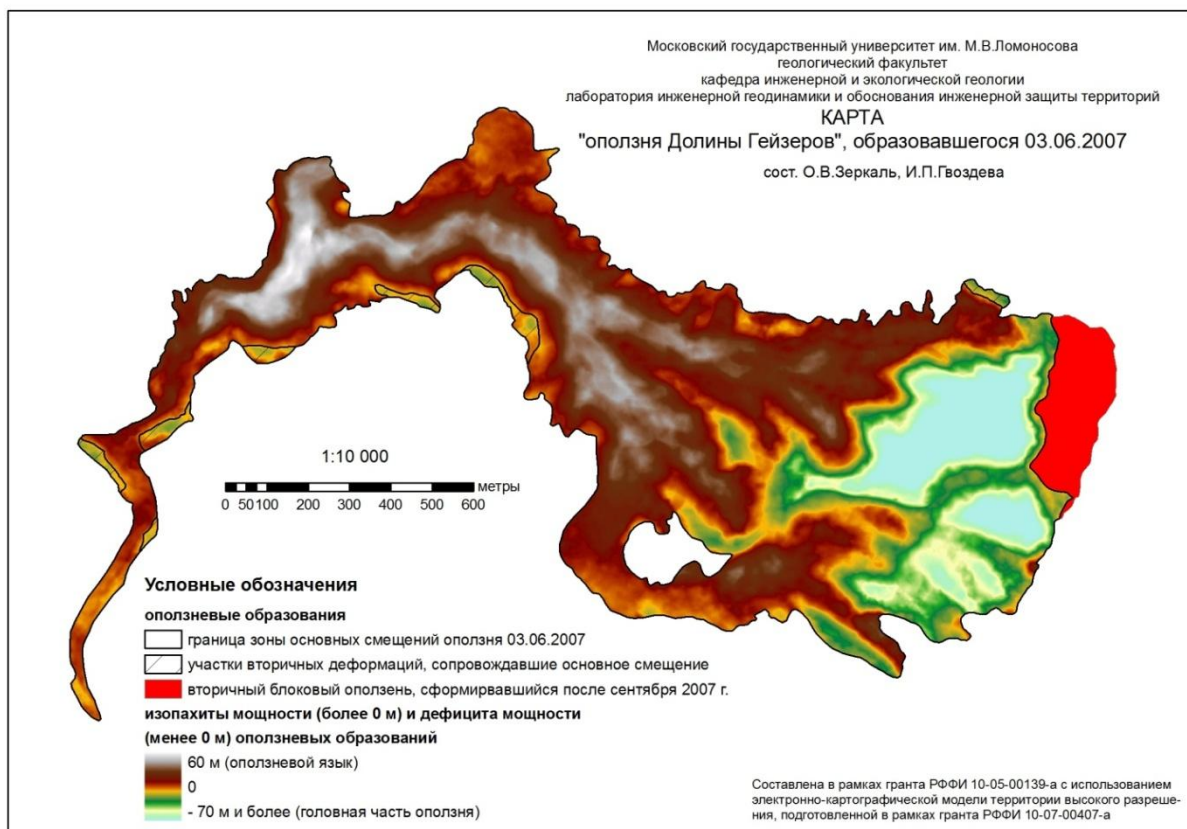 Московский государственный университет им. М.В.Ломоносова
геологический факультет
кафедра инженерной и экологической геологии
лаборатория инженерной геодинамики и обоснования инженерной защиты территорий
КАРТА
"оползня Долины Гейзеров", образовавшегося 03.06.2007
сост. О.В.Зеркаль, И.П.Гвоздева
1:10 000
метры
0 50 100 200 300 400 500 600
Условные обозначения
оползневые образования
граница зоны основных смещений оползня 03.06.2007
участки вторичных деформаций, сопровождавшие основное смещение
вторичный блоковый оползень, сформирвавшийся после сентября 2007 г.
изопахиты мощности (более 0 м) и дефицита мощности
(менее 0 м) оползневых образований
60 м (оползневой язык)
0
- 70 м и более (головная часть оползня)
Составлена в рамках гранта РФФИ 10-05-00139-а с использованием
электронно-картографической модели территории высокого разреше-
ния, подготовленной в рамках гранта РФФИ 10-07-00407-а